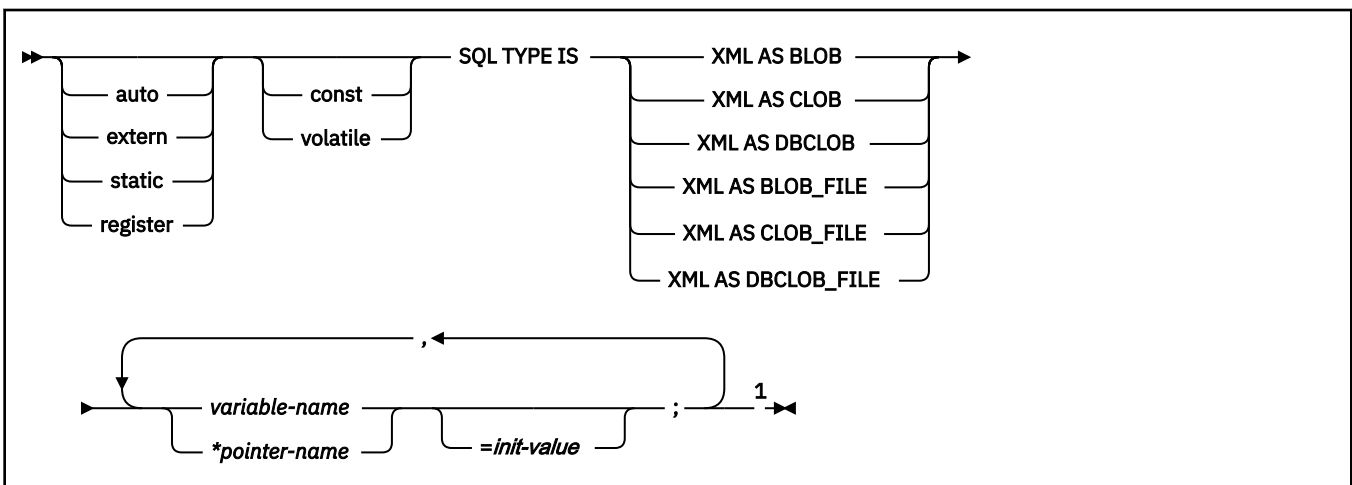 SQL TYPE IS XML AS BLOB
auto const XML AS CLOB
extern volatile XML AS DBCLOB
static XML AS BLOB_FILE
register XML AS CLOB_FILE
XML AS DBCLOB_FILE
,
variable-name ; 1
*pointer-name =init-value